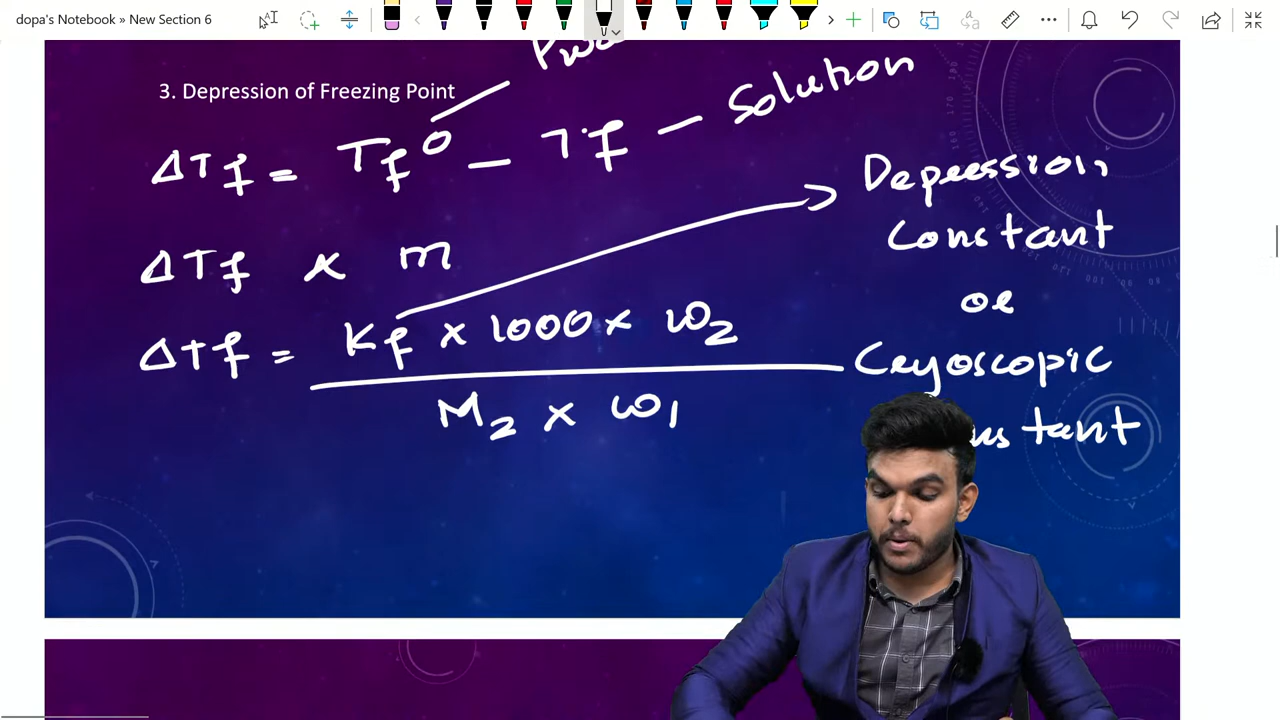 dopa's Notebook » New Section 6
3. Depression of Freezing Point
ΔTf = Tf° - Tf - Solution
ΔTf ∝ m
Depression
Constant
or
Cryoscopic
ΔTf = Kf x 1000 x w2
M2 x w1